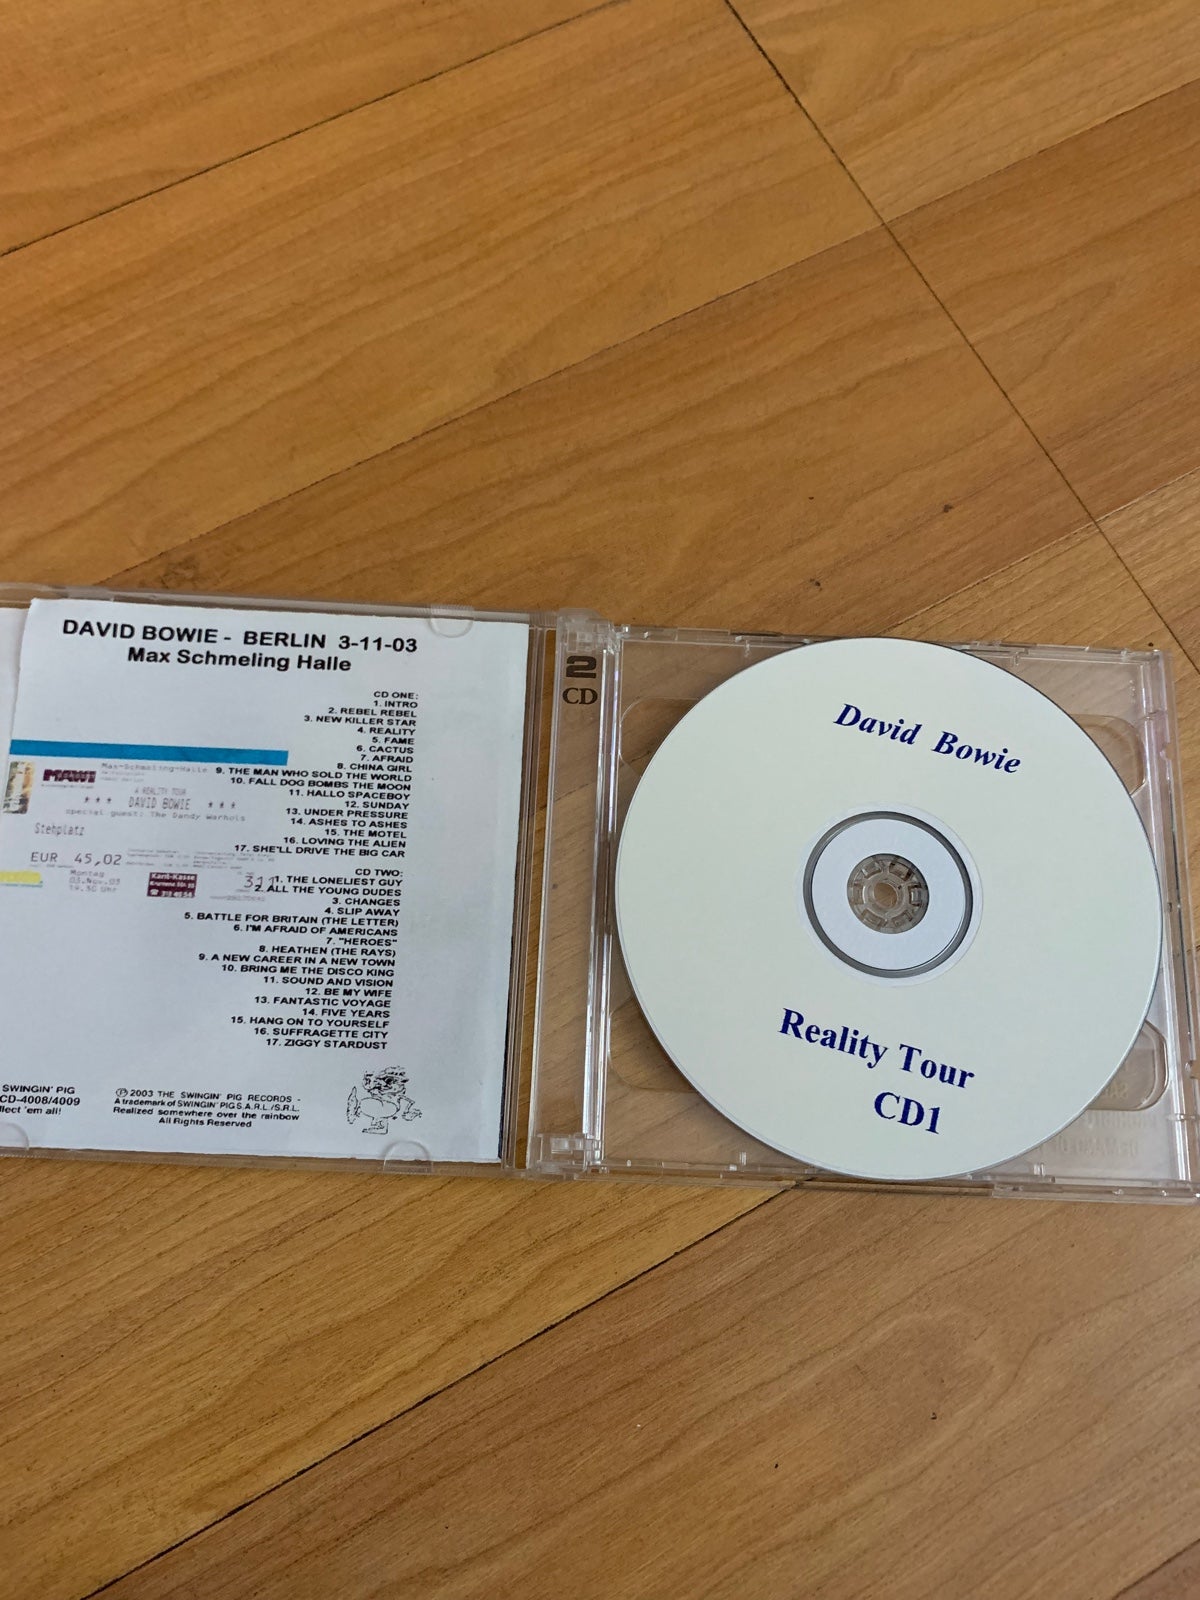 DAVID BOWIE - BERLIN 3-11-03
Max Schmeling Halle
CD ONE:
1. INTRO
2. REBEL REBEL
3. NEW KILLER STAR
4. REALITY
5. FAME
6. CACTUS
7. AFRAID
8. CHINA GIRL
9. THE MAN WHO SOLD THE WORLD
10. FALL DOG BOMBS THE MOON
11. HALLO SPACEBOY
12. SUNDAY
13. UNDER PRESSURE
14. ASHES TO ASHES
15. THE MOTEL
16. LOVING THE ALIEN
17. SHE'LL DRIVE THE BIG CAR
CD TWO:
1. THE LONELIEST GUY
2. ALL THE YOUNG DUDES
3. CHANGES
4. SLIP AWAY
5. BATTLE FOR BRITAIN (THE LETTER)
6. I'M AFRAID OF AMERICANS
7. "HEROES"
8. HEATHEN (THE RAYS)
9. A NEW CAREER IN A NEW TOWN
10. BRING ME THE DISCO KING
11. SOUND AND VISION
12. BE MY WIFE
13. FANTASTIC VOYAGE
14. FIVE YEARS
15. HANG ON TO YOURSELF
16. SUFFRAGETTE CITY
17. ZIGGY STARDUST
Max-Schmeling-Halle
MAWI
A REALITY TOUR
*** DAVID BOWIE ***
special guest: The Dandy Warhols
Stehplatz
EUR 45,02
Montag
03.Nov.03
19.30 Uhr
Kant-Kasse
SWINGIN' PIG
CD-4008/4009
llect 'em all!
℗ 2003 THE SWINGIN' PIG RECORDS -
A trademark of SWINGIN' PIG S.A.R.L./S.R.L.
Realized somewhere over the rainbow
All Rights Reserved
2
CD
David Bowie
Reality Tour
CD1